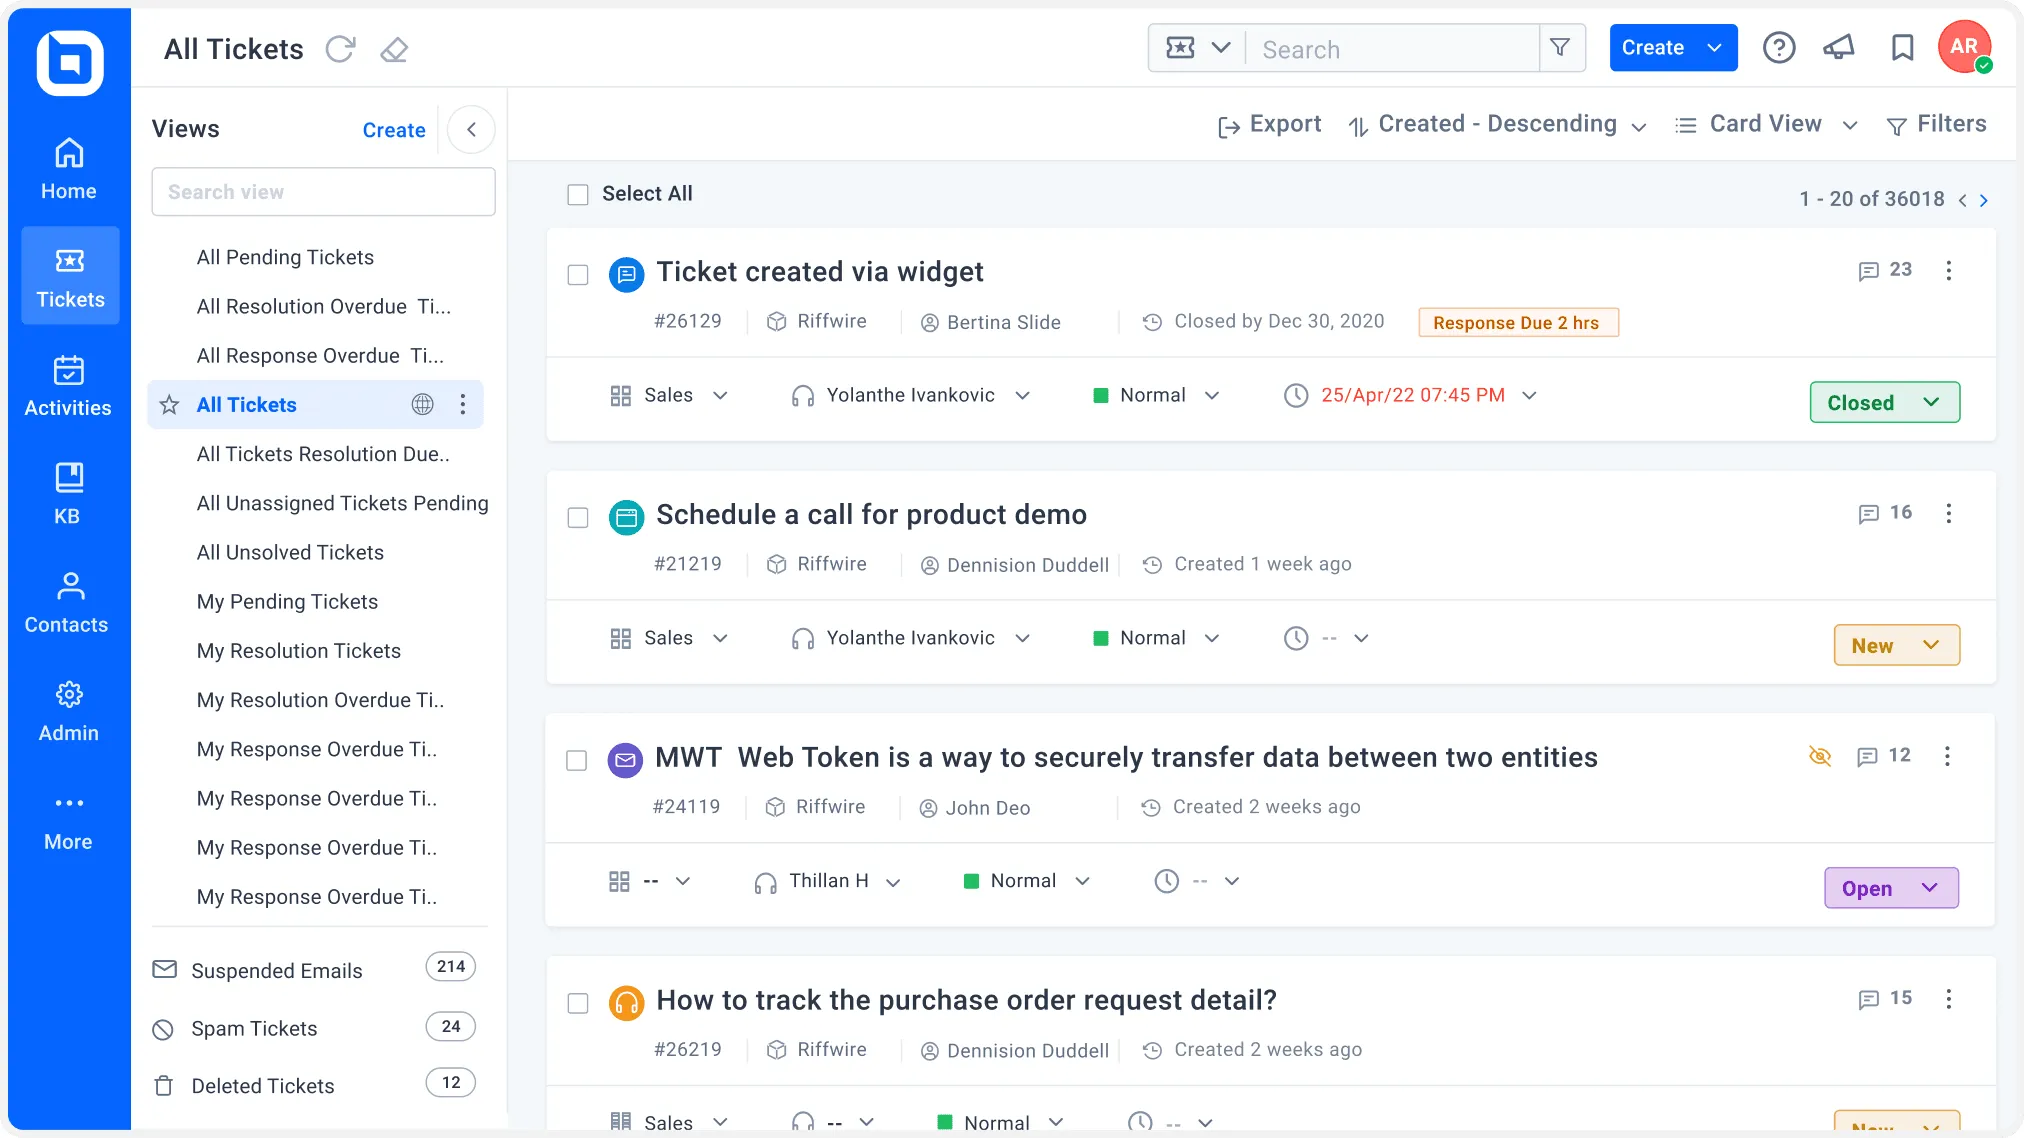 All Tickets
Search
Create
AR
Home
Tickets
Activities
KB
Contacts
Admin
More
Views
Create
Search view
All Pending Tickets
All Resolution Overdue Ti...
All Response Overdue Ti...
All Tickets
All Tickets Resolution Due..
All Unassigned Tickets Pending
All Unsolved Tickets
My Pending Tickets
My Resolution Tickets
My Resolution Overdue Ti..
My Response Overdue Ti..
My Response Overdue Ti..
My Response Overdue Ti..
My Response Overdue Ti..
Suspended Emails 214
Spam Tickets 24
Deleted Tickets 12
Export Created - Descending Card View Filters
Select All
1 - 20 of 36018
Ticket created via widget 23
#26129 Riffwire Bertina Slide Closed by Dec 30, 2020 Response Due 2 hrs
Sales Yolanthe Ivankovic Normal 25/Apr/22 07:45 PM Closed
Schedule a call for product demo 16
#21219 Riffwire Dennision Duddell Created 1 week ago
Sales Yolanthe Ivankovic Normal -- New
MWT Web Token is a way to securely transfer data between two entities 12
#24119 Riffwire John Deo Created 2 weeks ago
-- Thillan H Normal -- Open
How to track the purchase order request detail? 15
#26219 Riffwire Dennision Duddell Created 2 weeks ago
Sales -- Normal -- New